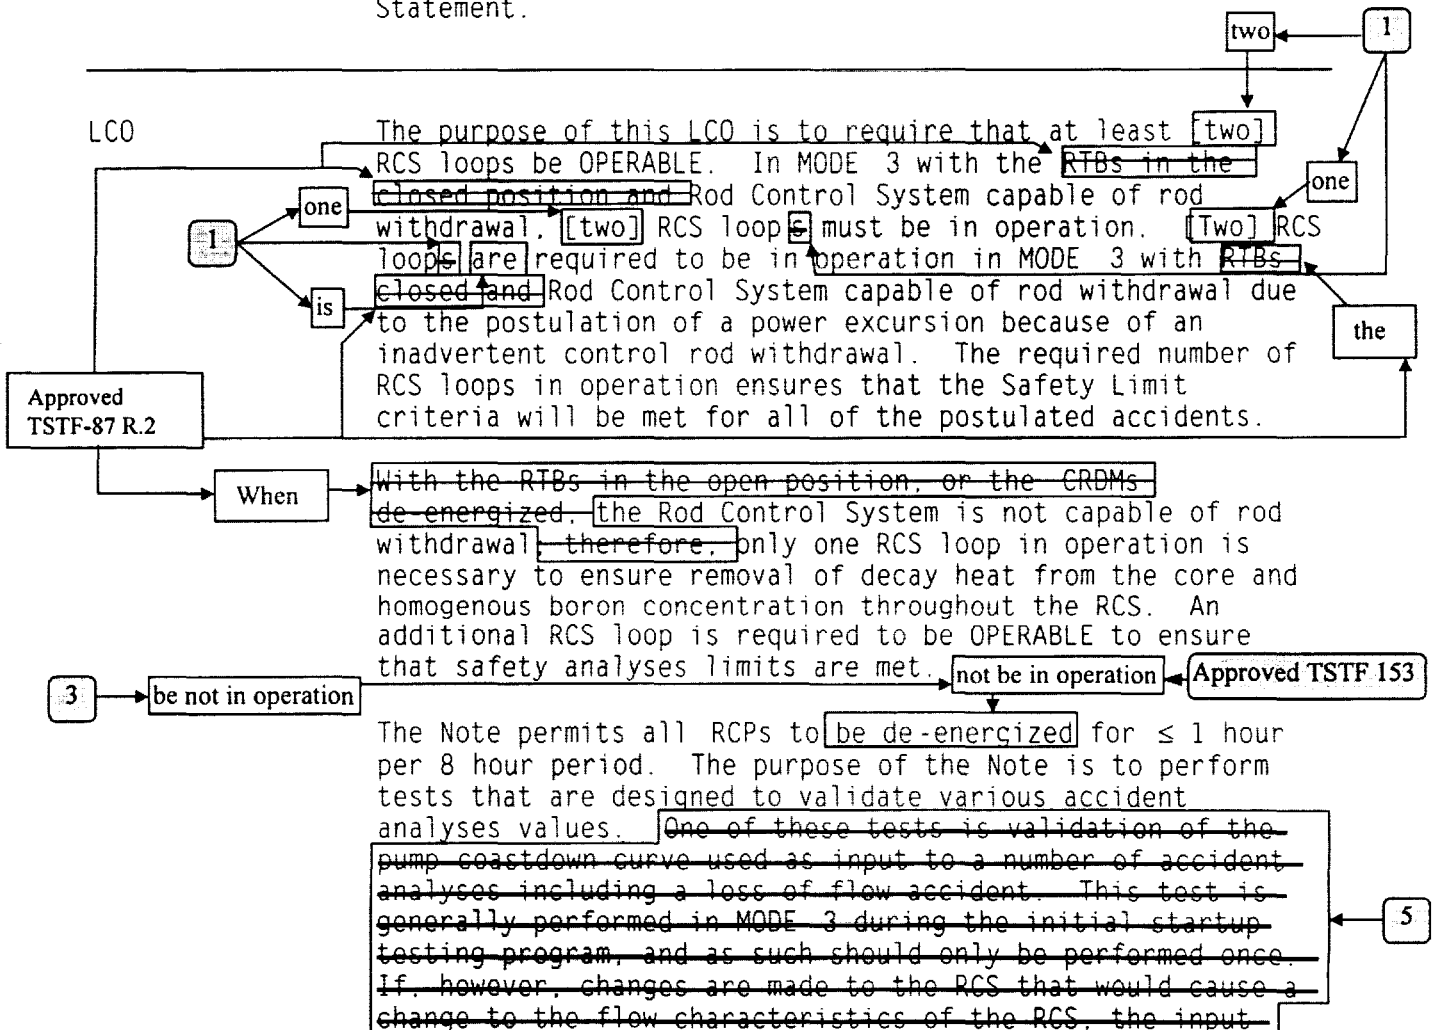 Statement.
two
1
LCO
The purpose of this LCO is to require that at least [two]
RCS loops be OPERABLE. In MODE 3 with the RTBs in the
closed position and Rod Control System capable of rod
one
one
withdrawal. [two] RCS loops must be in operation. [Two] RCS
1
loops are required to be in operation in MODE 3 with RTBs
closed and Rod Control System capable of rod withdrawal due
is
to the postulation of a power excursion because of an
the
inadvertent control rod withdrawal. The required number of
RCS loops in operation ensures that the Safety Limit
Approved
TSTF-87 R.2
criteria will be met for all of the postulated accidents.
When
With the RTBs in the open position, or the CRDMs
de-energized, the Rod Control System is not capable of rod
withdrawal, therefore, only one RCS loop in operation is
necessary to ensure removal of decay heat from the core and
homogenous boron concentration throughout the RCS. An
additional RCS loop is required to be OPERABLE to ensure
that safety analyses limits are met.
not be in operation
Approved TSTF 153
3
be not in operation
The Note permits all RCPs to be de-energized for ≤ 1 hour
per 8 hour period. The purpose of the Note is to perform
tests that are designed to validate various accident
analyses values. One of these tests is validation of the
pump coastdown curve used as input to a number of accident
analyses including a loss of flow accident. This test is
generally performed in MODE 3 during the initial startup
5
testing program, and as such should only be performed once.
If, however, changes are made to the RCS that would cause a
change to the flow characteristics of the RCS, the input